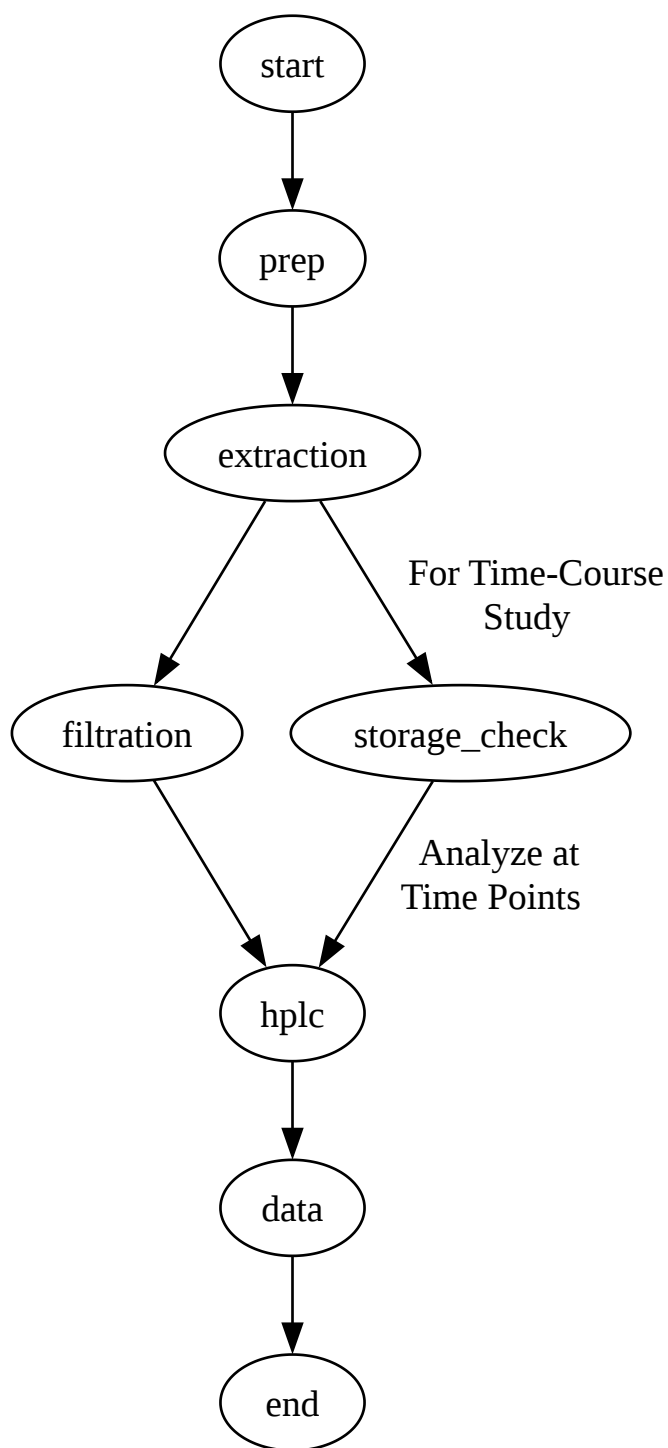 start
prep
extraction
For Time-Course
Study
filtration
storage_check
Analyze at
Time Points
hplc
data
end